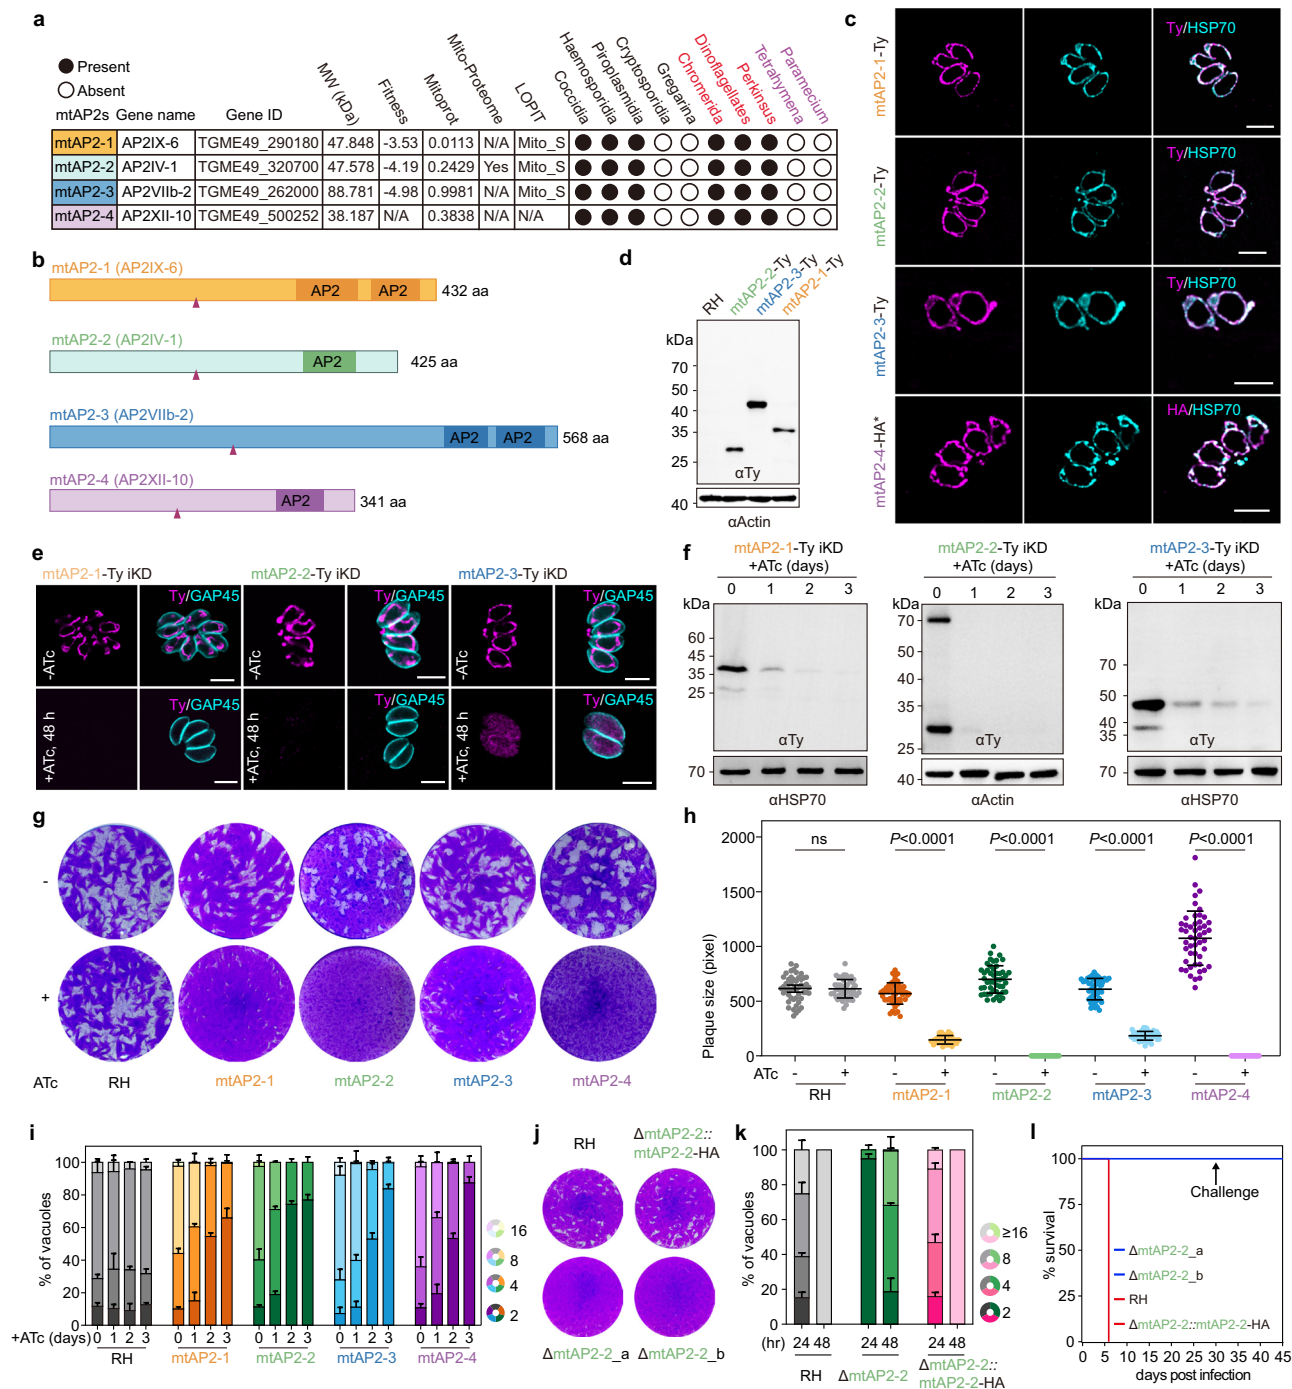 a
Present
Absent
mtAP2s Gene name Gene ID MW (kDa) Fitness Mitoprot Mito-Proteome LOPIT Coccidia Haemosporidia Piroplasmidia Cryptosporidia Gregarina Chromerida Dinoflagellates Perkinsus Tetrahymena Paramecium
mtAP2-1 AP2IX-6 TGME49_290180 47.848 -3.53 0.0113 N/A Mito_S
mtAP2-2 AP2IV-1 TGME49_320700 47.578 -4.19 0.2429 Yes Mito_S
mtAP2-3 AP2VIIb-2 TGME49_262000 88.781 -4.98 0.9981 N/A Mito_S
mtAP2-4 AP2XII-10 TGME49_500252 38.187 N/A 0.3838 N/A N/A
b
mtAP2-1 (AP2IX-6)
AP2 AP2 432 aa
mtAP2-2 (AP2IV-1)
AP2 425 aa
mtAP2-3 (AP2VIIb-2)
AP2 AP2 568 aa
mtAP2-4 (AP2XII-10)
AP2 341 aa
c
mtAP2-1-Ty Ty/HSP70
mtAP2-2-Ty Ty/HSP70
mtAP2-3-Ty Ty/HSP70
mtAP2-4-HA* HA/HSP70
d
RH mtAP2-2-Ty mtAP2-3-Ty mtAP2-1-Ty
kDa
70
50
40
35
25
αTy
40
αActin
e
mtAP2-1-Ty iKD mtAP2-2-Ty iKD mtAP2-3-Ty iKD
-ATc Ty/GAP45 -ATc Ty/GAP45 -ATc Ty/GAP45
+ATc, 48 h Ty/GAP45 +ATc, 48 h Ty/GAP45 +ATc, 48 h Ty/GAP45
f
mtAP2-1-Ty iKD
+ATc (days)
0 1 2 3
kDa
60
45
35
25
αTy
70
αHSP70
mtAP2-2-Ty iKD
+ATc (days)
0 1 2 3
kDa
70
50
40
35
25
αTy
40
αActin
mtAP2-3-Ty iKD
+ATc (days)
0 1 2 3
kDa
70
50
40
35
αTy
70
αHSP70
g
-
+
ATc RH mtAP2-1 mtAP2-2 mtAP2-3 mtAP2-4
h
Plaque size (pixel)
2000
1500
1000
500
0
ns P<0.0001 P<0.0001 P<0.0001 P<0.0001
ATc - + - + - + - + - +
RH mtAP2-1 mtAP2-2 mtAP2-3 mtAP2-4
i
% of vacuoles
100
80
60
40
20
0
16
8
4
2
+ATc (days) 0 1 2 3 0 1 2 3 0 1 2 3 0 1 2 3 0 1 2 3
RH mtAP2-1 mtAP2-2 mtAP2-3 mtAP2-4
j
RH ΔmtAP2-2::
mtAP2-2-HA
ΔmtAP2-2_a ΔmtAP2-2_b
k
% of vacuoles
100
80
60
40
20
0
≥16
8
4
2
(hr) 24 48 24 48 24 48
RH ΔmtAP2-2 ΔmtAP2-2::
mtAP2-2-HA
l
% survival
100
75
50
25
0
Challenge
ΔmtAP2-2_a
ΔmtAP2-2_b
RH
ΔmtAP2-2::mtAP2-2-HA
0 5 10 15 20 25 30 35 40 45
days post infection